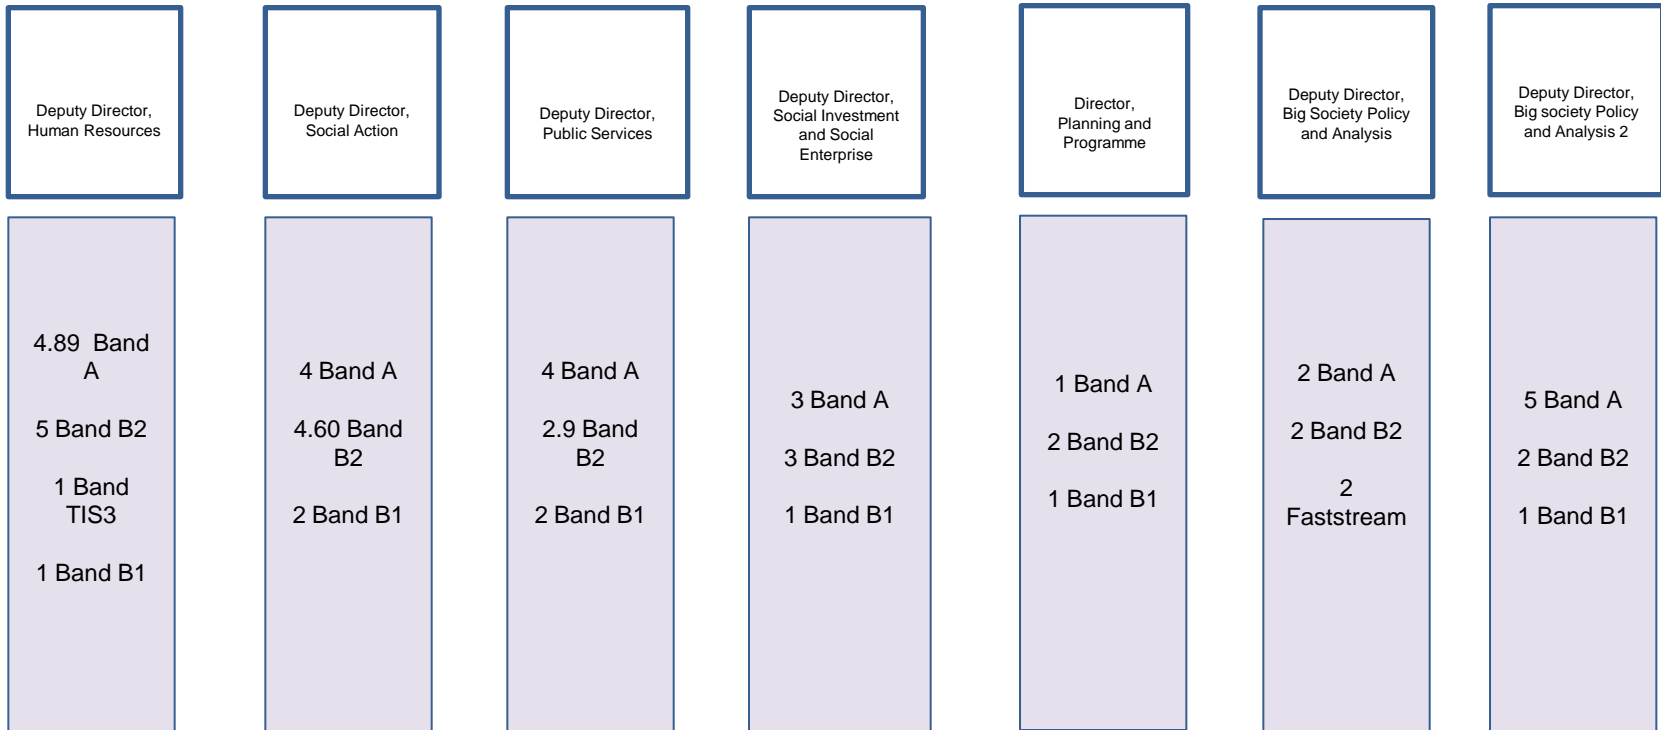 Deputy Director,
Human Resources
Deputy Director,
Social Action
Deputy Director,
Public Services
Deputy Director,
Social Investment
and Social
Enterprise
Director,
Planning and
Programme
Deputy Director,
Big Society Policy
and Analysis
Deputy Director,
Big society Policy
and Analysis 2
4.89 Band
A
5 Band B2
1 Band
TIS3
1 Band B1
4 Band A
4.60 Band
B2
2 Band B1
4 Band A
2.9 Band
B2
2 Band B1
3 Band A
3 Band B2
1 Band B1
1 Band A
2 Band B2
1 Band B1
2 Band A
2 Band B2
2
Faststream
5 Band A
2 Band B2
1 Band B1